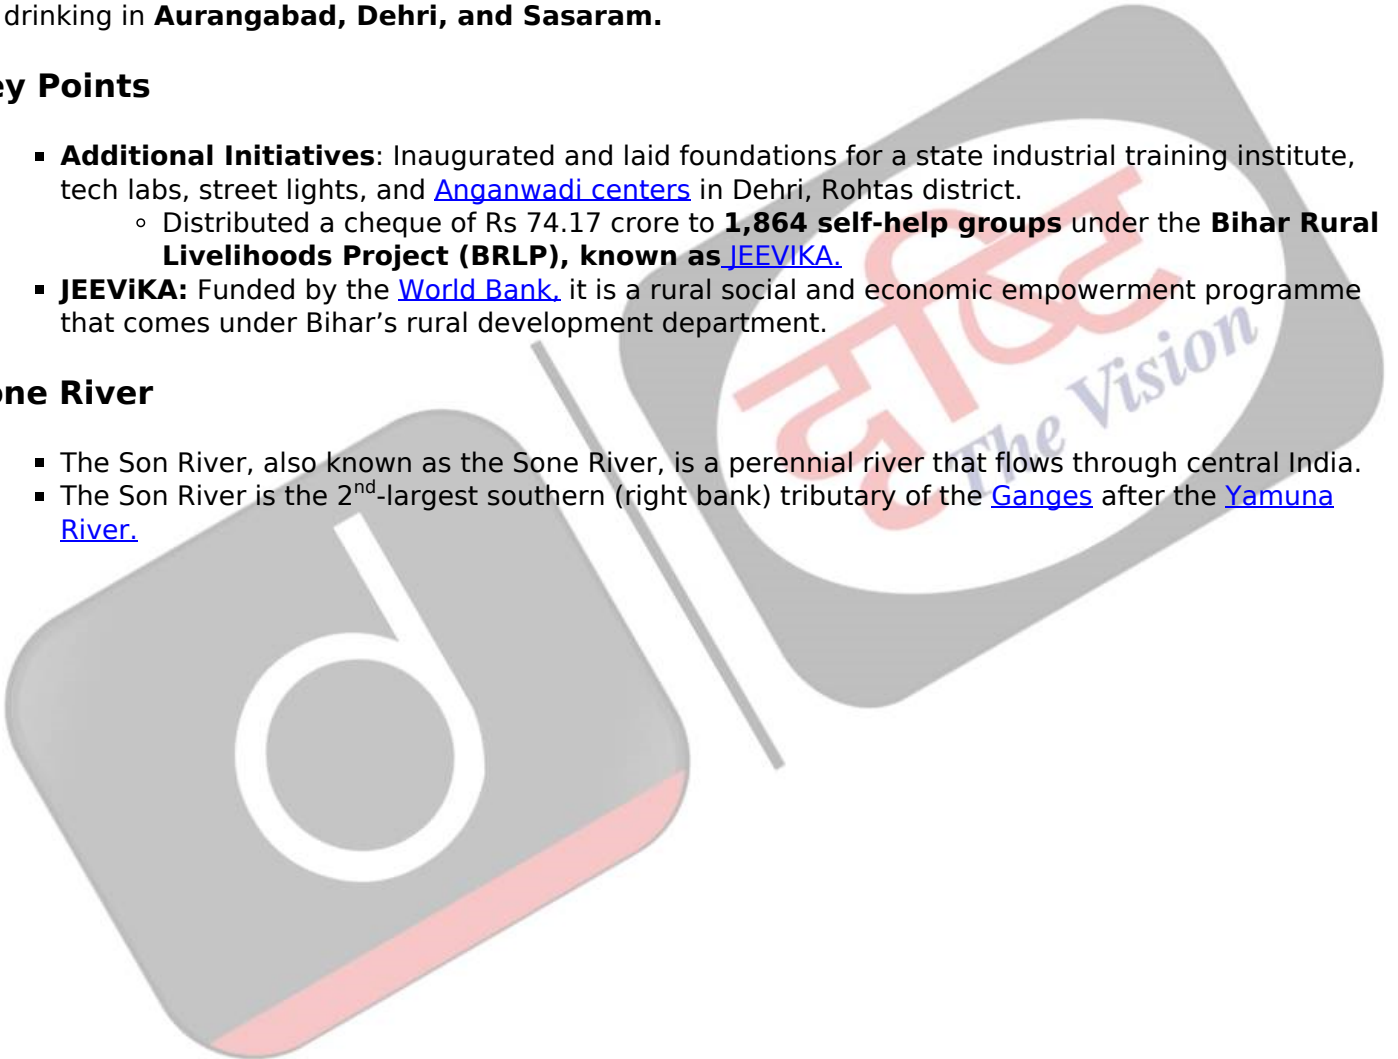 drinking in Aurangabad, Dehri, and Sasaram.
ey Points
▪ Additional Initiatives: Inaugurated and laid foundations for a state industrial training institute,
tech labs, street lights, and Anganwadi centers in Dehri, Rohtas district.
◦ Distributed a cheque of Rs 74.17 crore to 1,864 self-help groups under the Bihar Rural
Livelihoods Project (BRLP), known as JEEVIKA.
▪ JEEViKA: Funded by the World Bank, it is a rural social and economic empowerment programme
that comes under Bihar’s rural development department.
one River
▪ The Son River, also known as the Sone River, is a perennial river that flows through central India.
▪ The Son River is the 2nd-largest southern (right bank) tributary of the Ganges after the Yamuna
River.
दृष्टि
The Vision
d